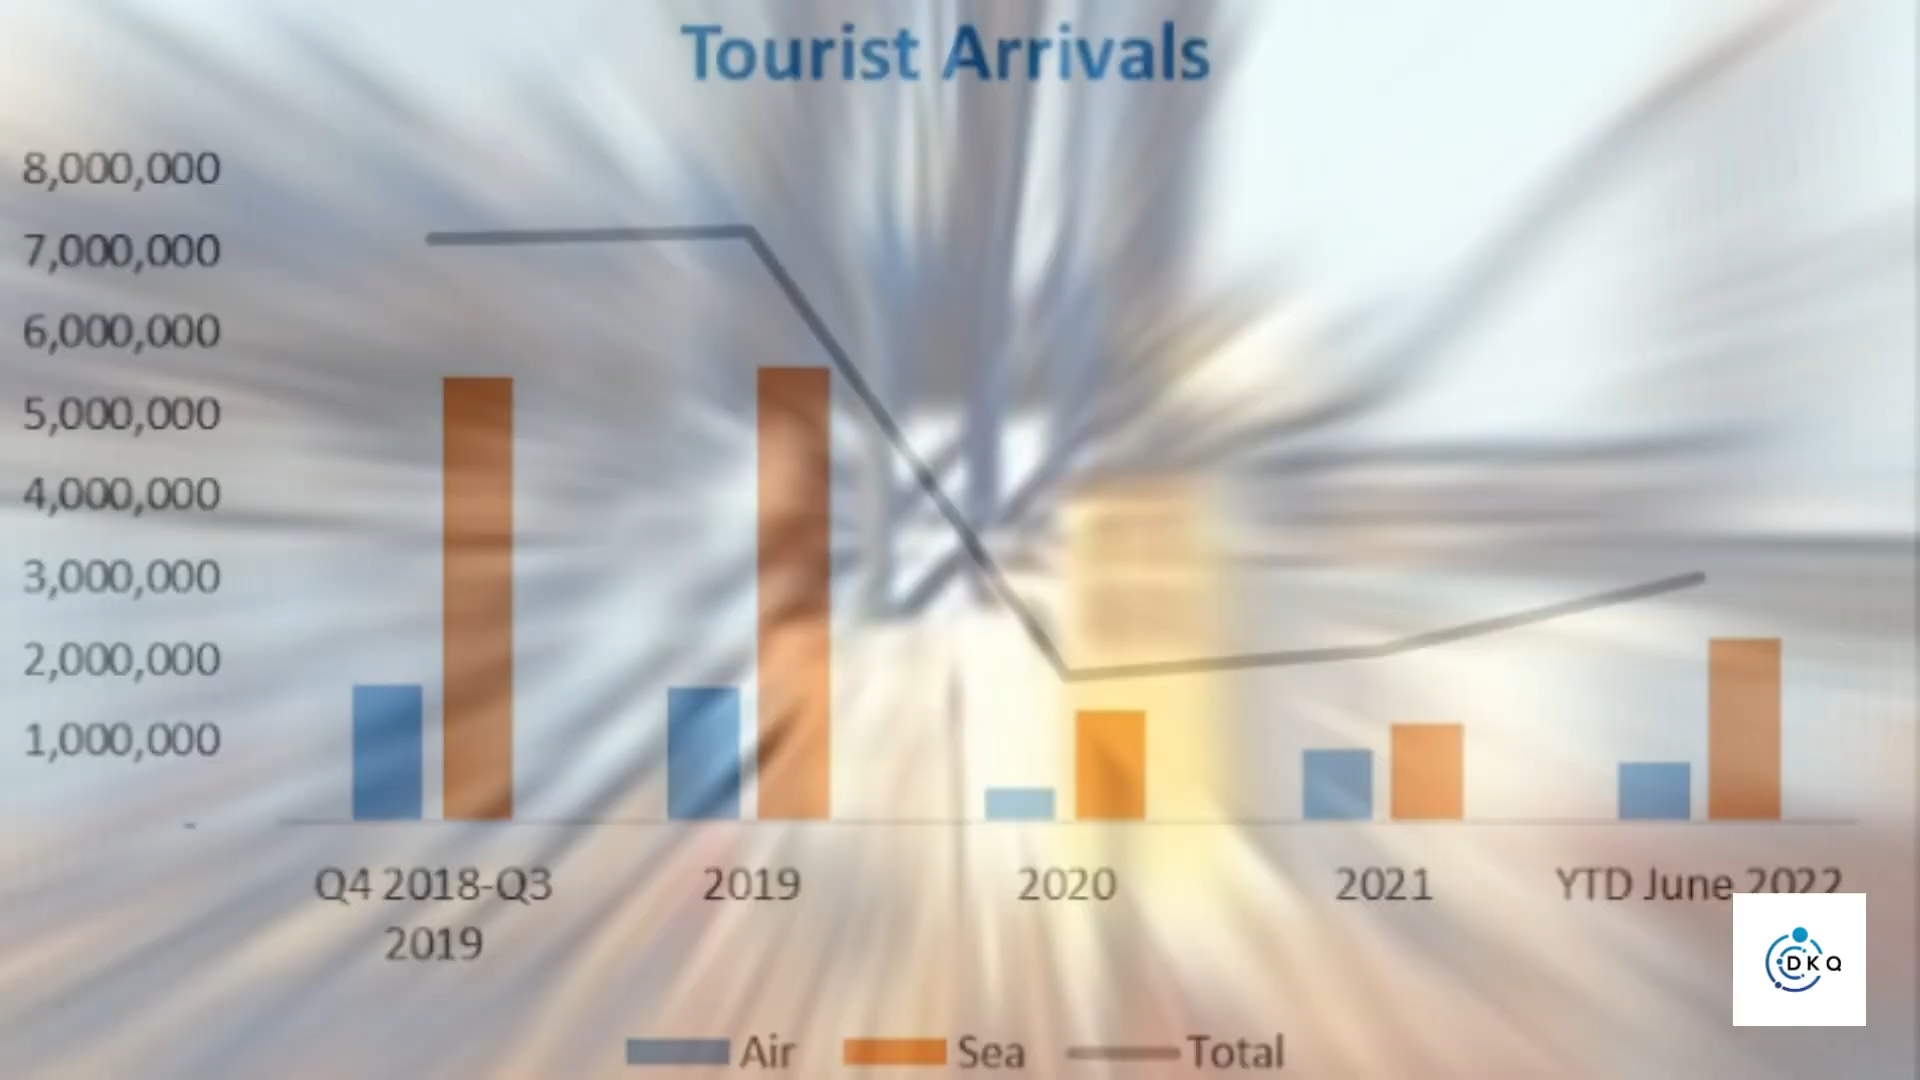 Tourist Arrivals
8,000,000
7,000,000
6,000,000
5,000,000
4,000,000
3,000,000
2,000,000
1,000,000
-
Q4 2018-Q3
2019
2019
2020
2021
YTD June 2022
Air
Sea
Total
DKQ